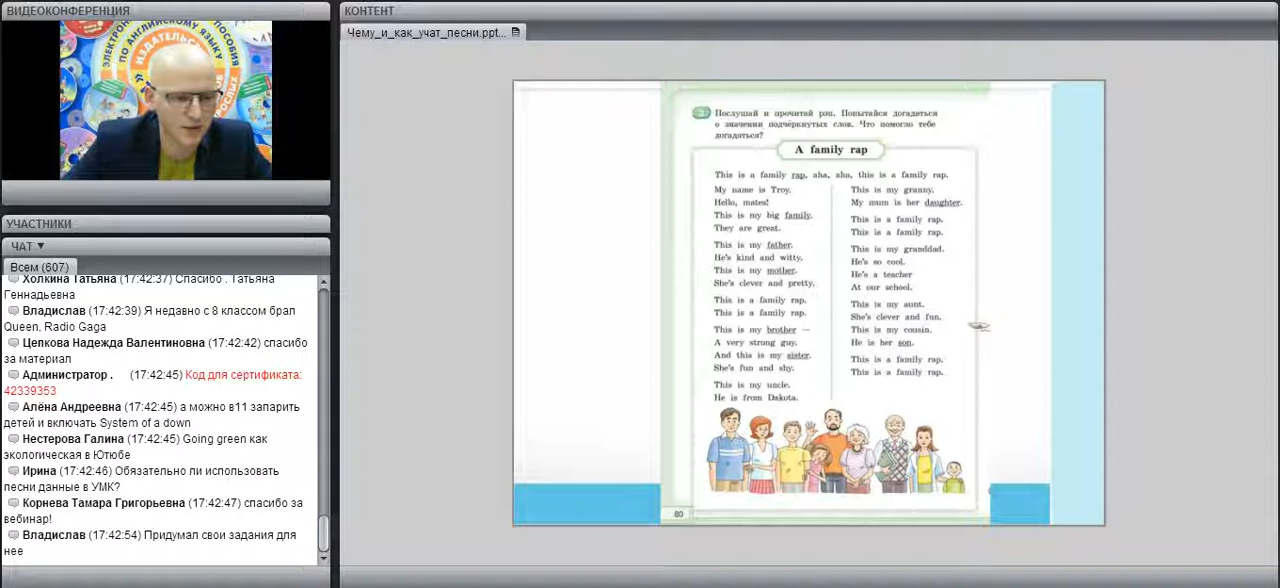 ВИДЕОКОНФЕРЕНЦИЯ
ЭЛЕКТРОН
ПО АНГЛИЙСКОМУ ЯЗЫКУ
ПОСОБИЯ
ИЗДАТЕЛЬС
УЧАСТНИКИ
ЧАТ ▼
Всем (607)
Холкина Татьяна (17:42:37) Спасибо . Татьяна
Геннадьевна
Владислав (17:42:39) Я недавно с 8 классом брал
Queen, Radio Gaga
Цепкова Надежда Валентиновна (17:42:42) спасибо
за материал
Администратор . (17:42:45) Код для сертификата:
42339353
Алёна Андреевна (17:42:45) а можно в11 запарить
детей и включать System of a down
Нестерова Галина (17:42:45) Going green как
экологическая в Ютюбе
Ирина (17:42:46) Обязательно ли использовать
песни данные в УМК?
Корнева Тамара Григорьевна (17:42:47) спасибо за
вебинар!
Владислав (17:42:54) Придумал свои задания для
нее
КОНТЕНТ
Чему_и_как_учат_песни.ppt...
Послушай и прочитай рэп. Попытайся догадаться
о значении подчёркнутых слов. Что помогло тебе
догадаться?
A family rap
This is a family rap, aha, aha, this is a family rap.
My name is Troy.
Hello, mates!
This is my big family.
They are great.
This is my father.
He's kind and witty.
This is my mother.
She's clever and pretty.
This is a family rap.
This is a family rap.
This is my brother —
A very strong guy.
And this is my sister.
She's fun and shy.
This is my uncle.
He is from Dakota.
This is my granny.
My mum is her daughter.
This is a family rap.
This is a family rap.
This is my granddad.
He's so cool.
He's a teacher
At our school.
This is my aunt.
She's clever and fun.
This is my cousin.
He is her son.
This is a family rap.
This is a family rap.
80